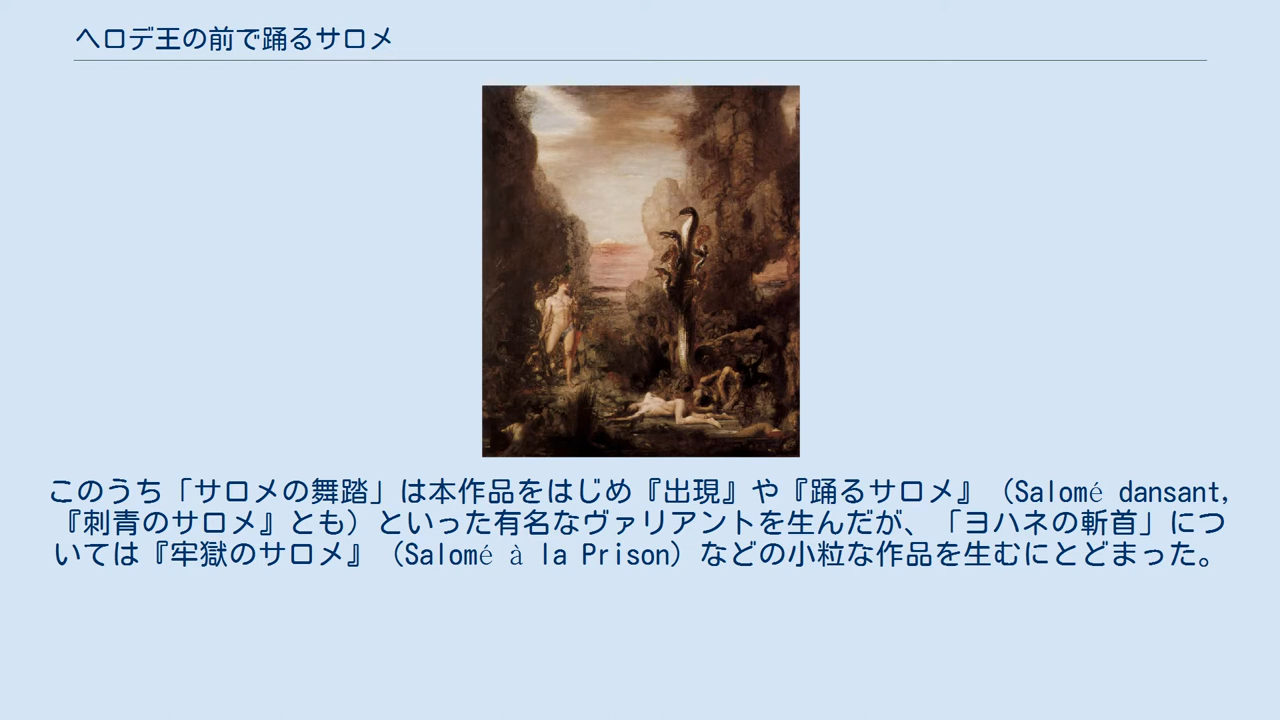 ヘロデ王の前で踊るサロメ
このうち「サロメの舞踏」は本作品をはじめ『出現』や『踊るサロメ』（Salomé dansant,
『刺青のサロメ』とも）といった有名なヴァリアントを生んだが、「ヨハネの斬首」につ
いては『牢獄のサロメ』（Salomé à la Prison）などの小粒な作品を生むにとどまった。